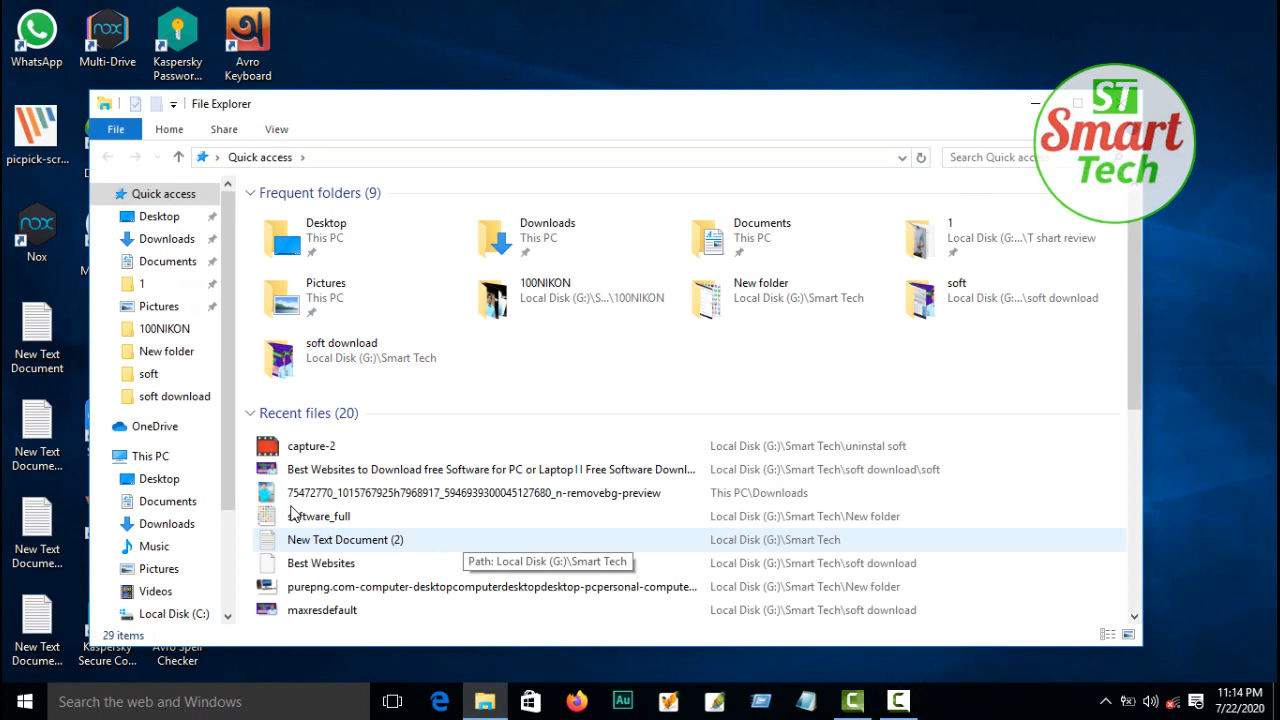 WhatsApp
Multi-Drive
Kaspersky
Passwor...
Avro
Keyboard
picpick-scr...
Nox
New Text
Document
New Text
Docume...
New Text
Docume...
New Text
Docume...
Kaspersky
Secure Co...
Avro Spell
Checker
File Explorer
File
Home
Share
View
Quick access
Search Quick acce
ST
Smart
Tech
Quick access
Desktop
Downloads
Documents
1
Pictures
100NIKON
New folder
soft
soft download
OneDrive
This PC
Desktop
Documents
Downloads
Music
Pictures
Videos
Local Disk (C:)
Frequent folders (9)
Desktop
This PC
Downloads
This PC
Documents
This PC
1
Local Disk (G:...\T shart review
Pictures
This PC
100NIKON
Local Disk (G:)\S...\100NIKON
New folder
Local Disk (G:)\Smart Tech
soft
Local Disk (G:...\soft download
soft download
Local Disk (G:)\Smart Tech
Recent files (20)
capture-2 Local Disk (G:)\Smart Tech\uninstal soft
Best Websites to Download free Software for PC or Laptop|| Free Software Downl... Local Disk (G:)\Smart Tech\soft download\soft
This PC\Downloads
software_full Local Disk (G:)\Smart Tech\New folder
New Text Document (2) Local Disk (G:)\Smart Tech
Path: Local Disk (G:)\Smart Tech
Best Websites Local Disk (G:)\Smart Tech\soft download
purepng.com-computer-desktopcomputerdesktopdesktop-pcpersonal-compute... Local Disk (G:)\Smart Tech\New folder
maxresdefault Local Disk (G:)\Smart Tech\soft download
29 items
Search the web and Windows
Au
11:14 PM
7/22/2020